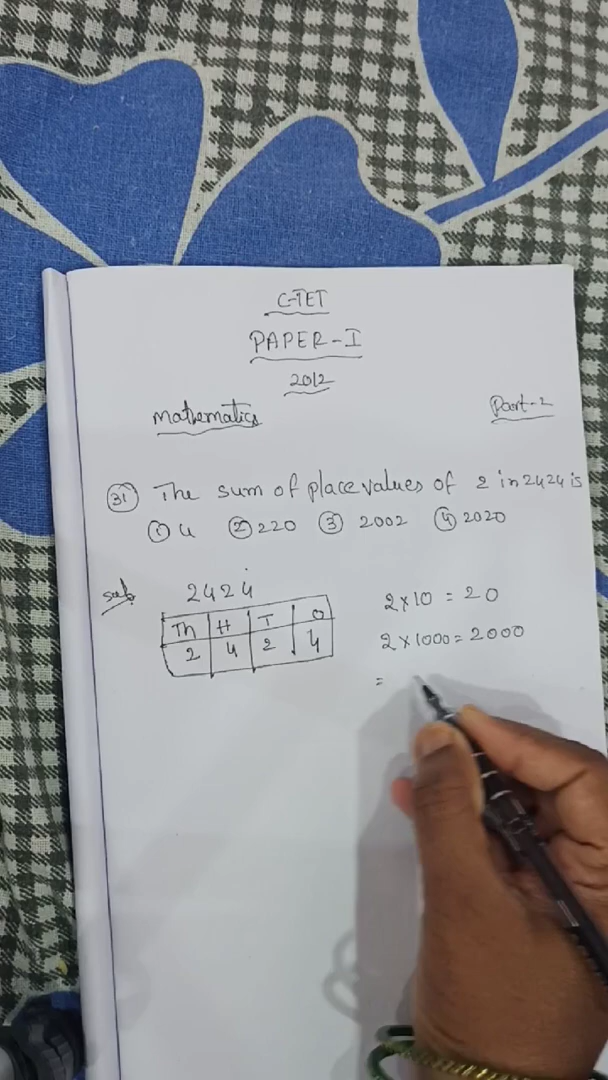 C-TET
PAPER-I
2012
Mathematics Part-2
31 The sum of place values of 2 in 2424 is
① 4 ② 220 ③ 2002 ④ 2020
2424
Th H T O
2 4 2 4
2×10 = 20
2×1000 = 2000
=